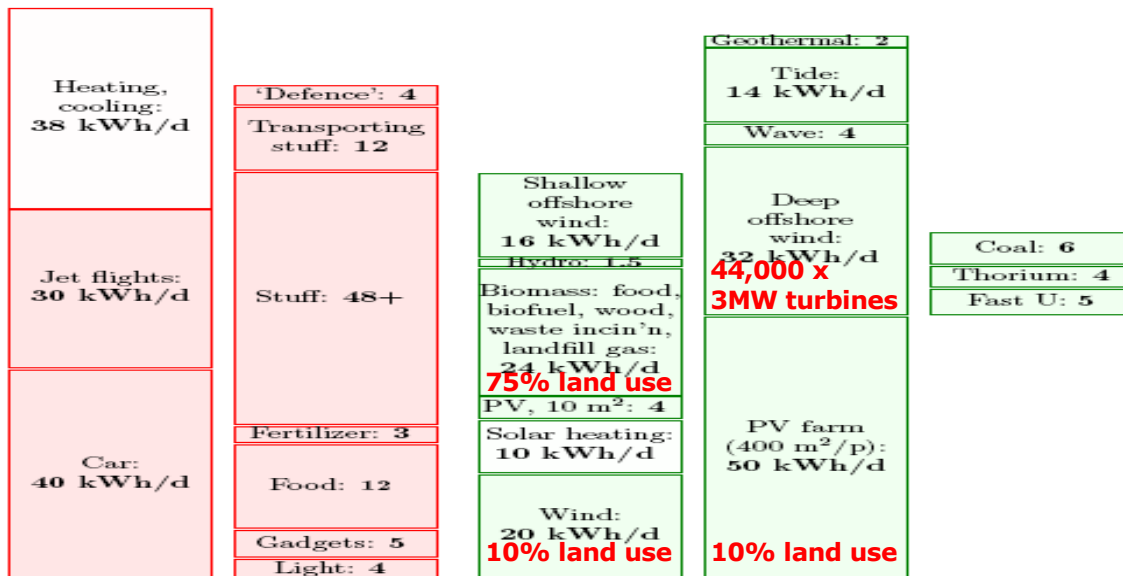 Heating,
cooling:
38 kWh/d
Jet flights:
30 kWh/d
Car:
40 kWh/d
‘Defence’: 4
Transporting
stuff: 12
Stuff: 48+
Fertilizer: 3
Food: 12
Gadgets: 5
Light: 4
Shallow
offshore
wind:
16 kWh/d
Hydro: 1.5
Biomass: food,
biofuel, wood,
waste incin’n,
landfill gas:
24 kWh/d
75% land use
PV, 10 m²: 4
Solar heating:
10 kWh/d
Wind:
20 kWh/d
10% land use
Geothermal: 2
Tide:
14 kWh/d
Wave: 4
Deep
offshore
wind:
32 kWh/d
44,000 x
3MW turbines
PV farm
(400 m²/p):
50 kWh/d
10% land use
Coal: 6
Thorium: 4
Fast U: 5